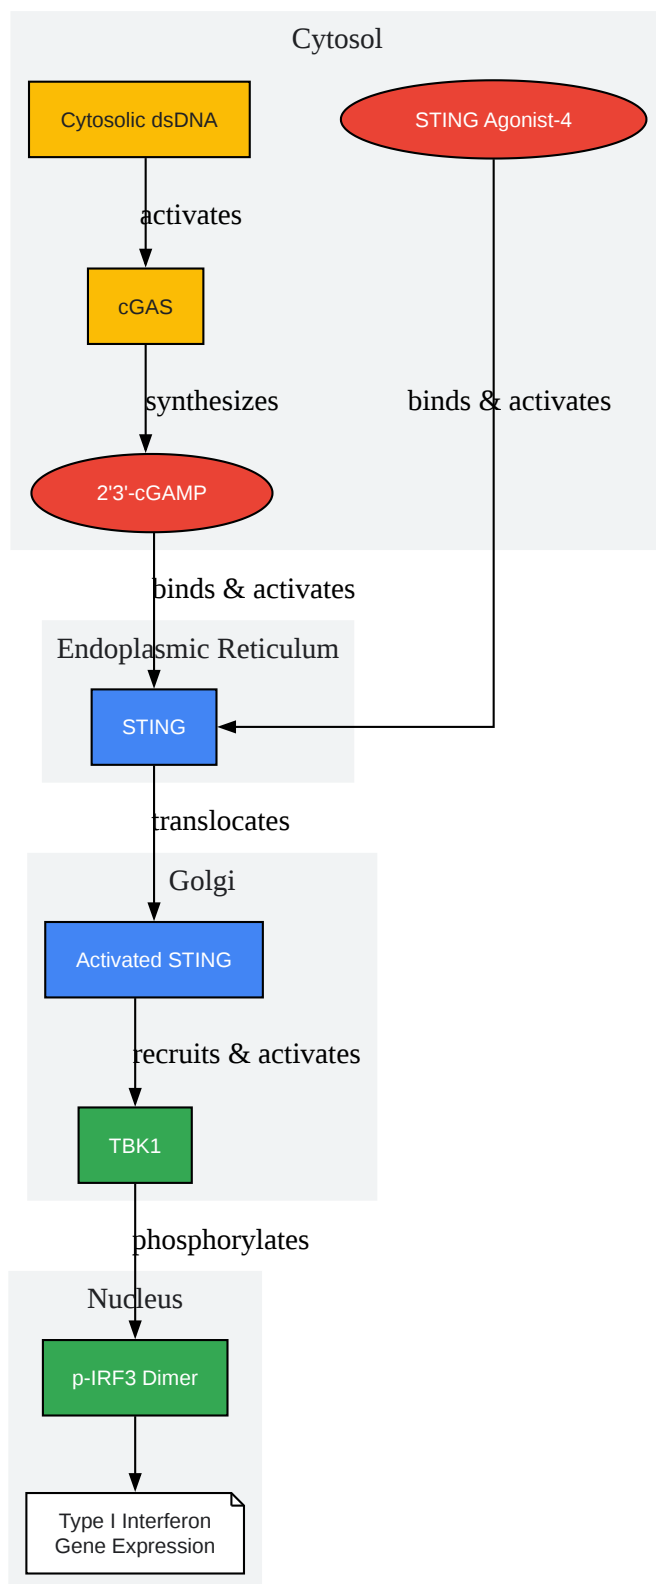 Cytosol
Cytosolic dsDNA
STING Agonist-4
activates
cGAS
synthesizes
binds & activates
2'3'-cGAMP
binds & activates
Endoplasmic Reticulum
STING
translocates
Golgi
Activated STING
recruits & activates
TBK1
phosphorylates
Nucleus
p-IRF3 Dimer
Type I Interferon
Gene Expression